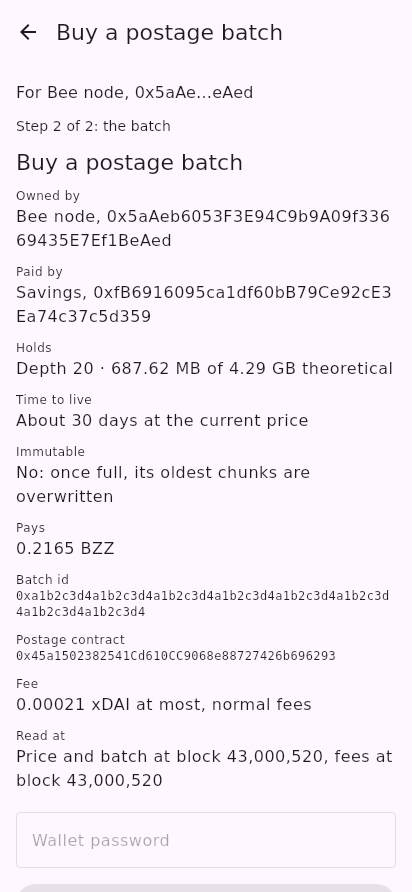 Buy a postage batch
For Bee node, 0x5aAe...eAed
Step 2 of 2: the batch
Buy a postage batch
Owned by
Bee node, 0x5aAeb6053F3E94C9b9A09f336
69435E7Ef1BeAed
Paid by
Savings, 0xfB6916095ca1df60bB79Ce92cE3
Ea74c37c5d359
Holds
Depth 20 · 687.62 MB of 4.29 GB theoretical
Time to live
About 30 days at the current price
Immutable
No: once full, its oldest chunks are
overwritten
Pays
0.2165 BZZ
Batch id
0xa1b2c3d4a1b2c3d4a1b2c3d4a1b2c3d4a1b2c3d4a1b2c3d
4a1b2c3d4a1b2c3d4
Postage contract
0x45a1502382541Cd610CC9068e88727426b696293
Fee
0.00021 xDAI at most, normal fees
Read at
Price and batch at block 43,000,520, fees at
block 43,000,520
Wallet password